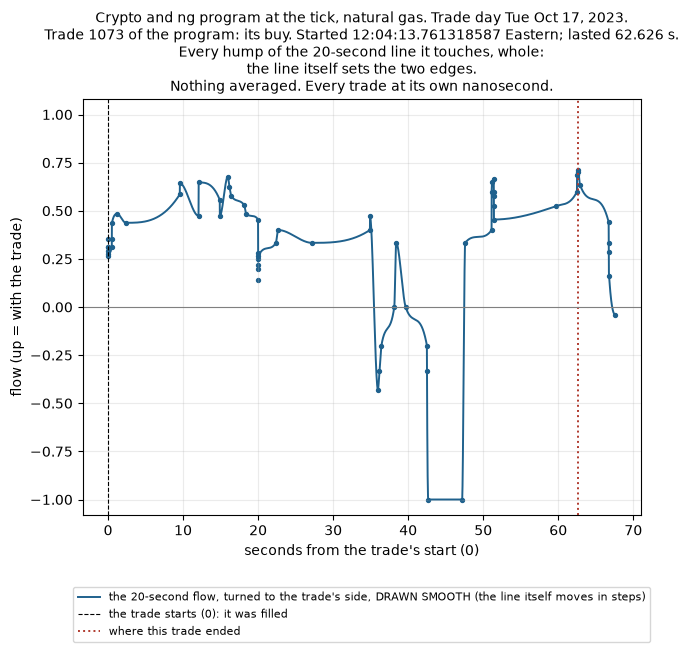 Crypto and ng program at the tick, natural gas. Trade day Tue Oct 17, 2023.
Trade 1073 of the program: its buy. Started 12:04:13.761318587 Eastern; lasted 62.626 s.
Every hump of the 20-second line it touches, whole:
the line itself sets the two edges.
Nothing averaged. Every trade at its own nanosecond.
1.00
0.75
0.50
0.25
0.00
−0.25
−0.50
−0.75
−1.00
flow (up = with the trade)
0 10 20 30 40 50 60 70
seconds from the trade's start (0)
the 20-second flow, turned to the trade's side, DRAWN SMOOTH (the line itself moves in steps)
the trade starts (0): it was filled
where this trade ended